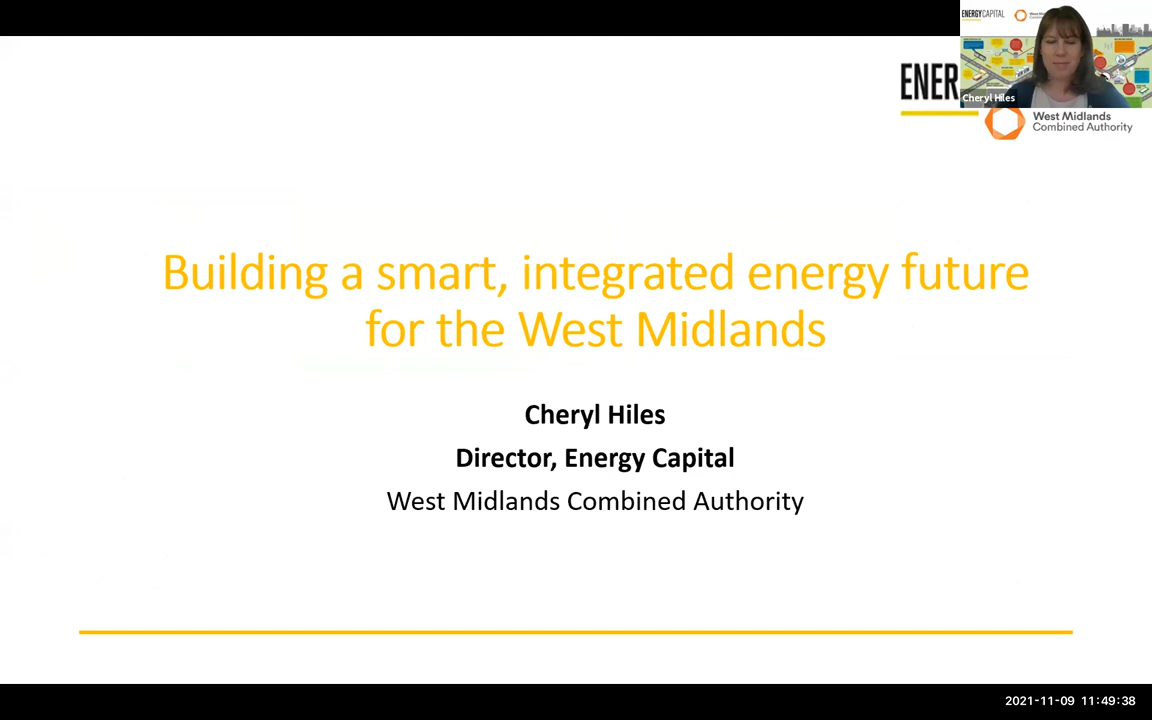 ENERGYCAPITAL
ENER
Cheryl Hiles
West Midlands
Combined Authority
Building a smart, integrated energy future
for the West Midlands
Cheryl Hiles
Director, Energy Capital
West Midlands Combined Authority
2021-11-09 11:49:38